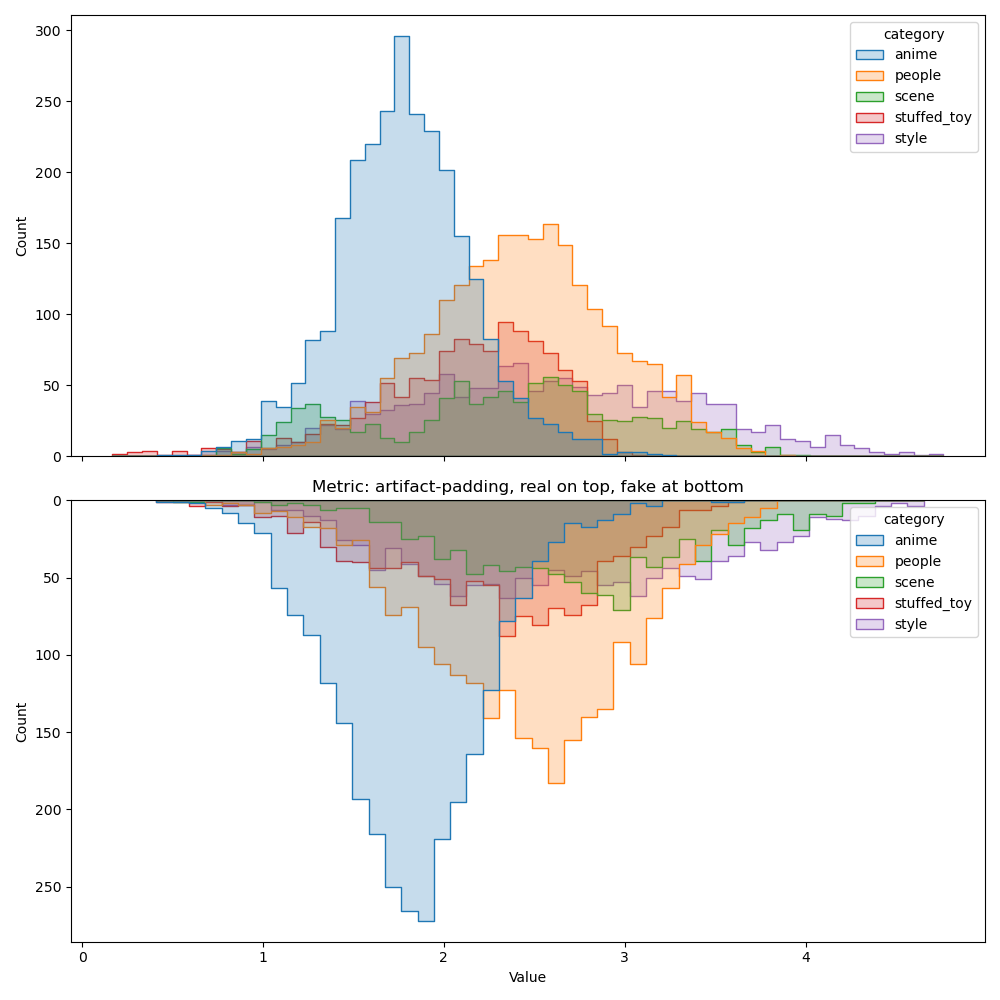 300
250
200
150
100
50
0
Count
category
anime
people
scene
stuffed_toy
style
Metric: artifact-padding, real on top, fake at bottom
0
50
100
150
200
250
Count
category
anime
people
scene
stuffed_toy
style
0 1 2 3 4
Value